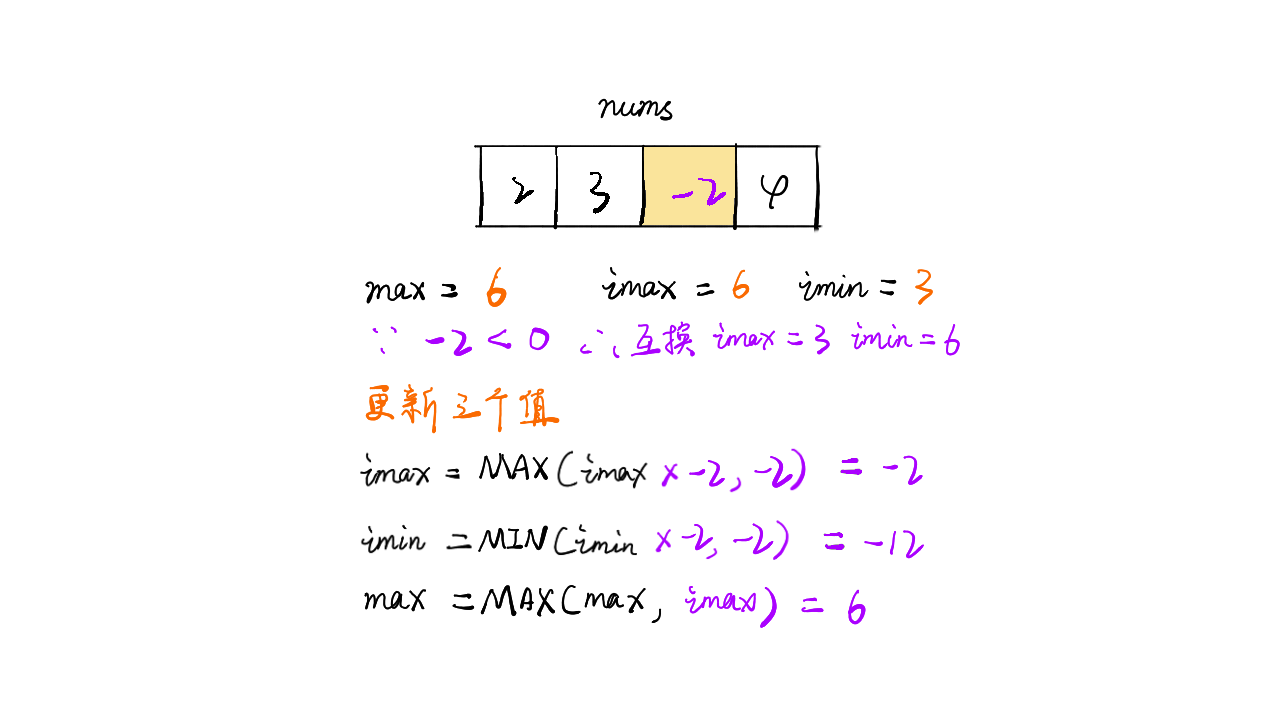 nums
2 3 -2 4
max = 6 imax = 6 imin = 3
∵ -2 < 0 ∴ 互换 imax = 3 imin = 6
更新三个值
imax = MAX(imax × -2, -2) = -2
imin = MIN(imin × -2, -2) = -12
max = MAX(max, imax) = 6